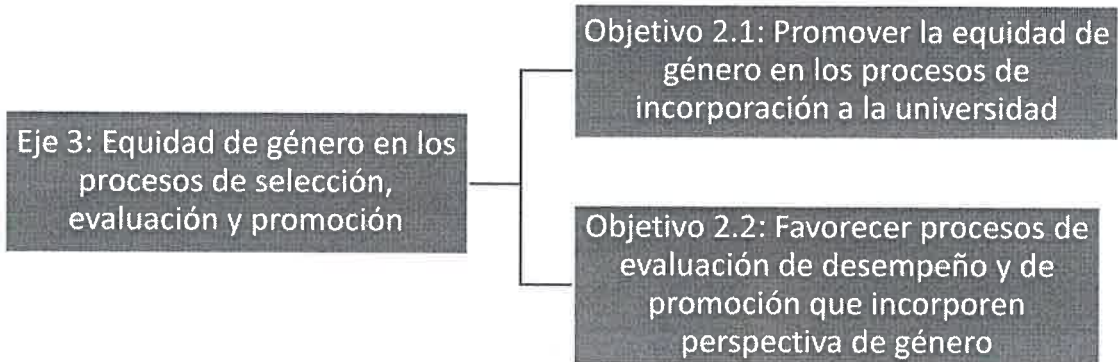 Eje 3: Equidad de género en los
procesos de selección,
evaluación y promoción
Objetivo 2.1: Promover la equidad de
género en los procesos de
incorporación a la universidad
Objetivo 2.2: Favorecer procesos de
evaluación de desempeño y de
promoción que incorporen
perspectiva de género